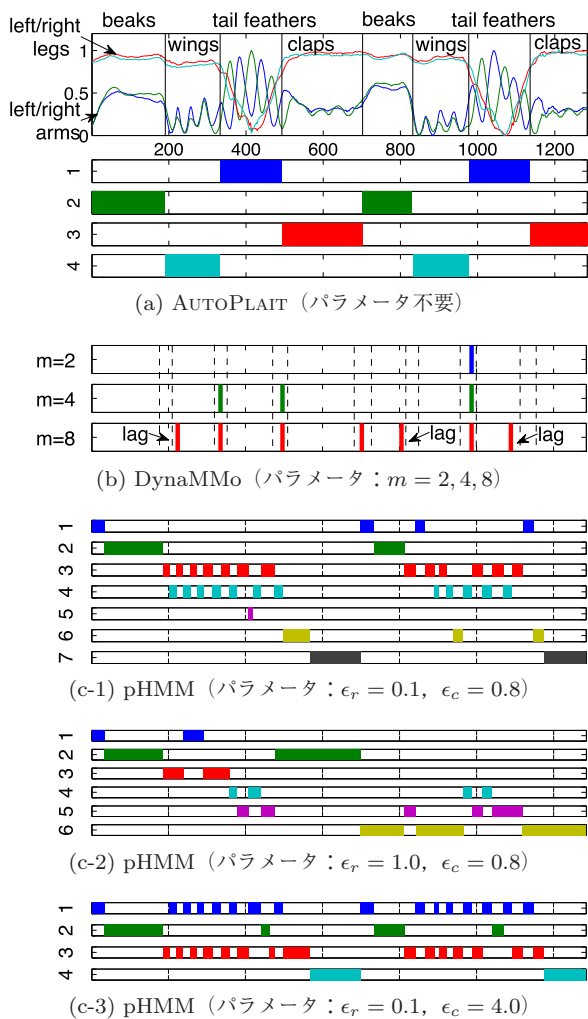 beaks tail feathers beaks tail feathers
left/right legs
wings claps wings claps
1
0.5
left/right arms
0
200 400 600 800 1000 1200
1
2
3
4
(a) AUTOPLAIT（パラメータ不要）
m=2
m=4
m=8
lag lag lag
(b) DynaMMo（パラメータ：m = 2, 4, 8）
1
2
3
4
5
6
7
(c-1) pHMM（パラメータ：ϵr = 0.1, ϵc = 0.8）
1
2
3
4
5
6
(c-2) pHMM（パラメータ：ϵr = 1.0, ϵc = 0.8）
1
2
3
4
(c-3) pHMM（パラメータ：ϵr = 0.1, ϵc = 4.0）